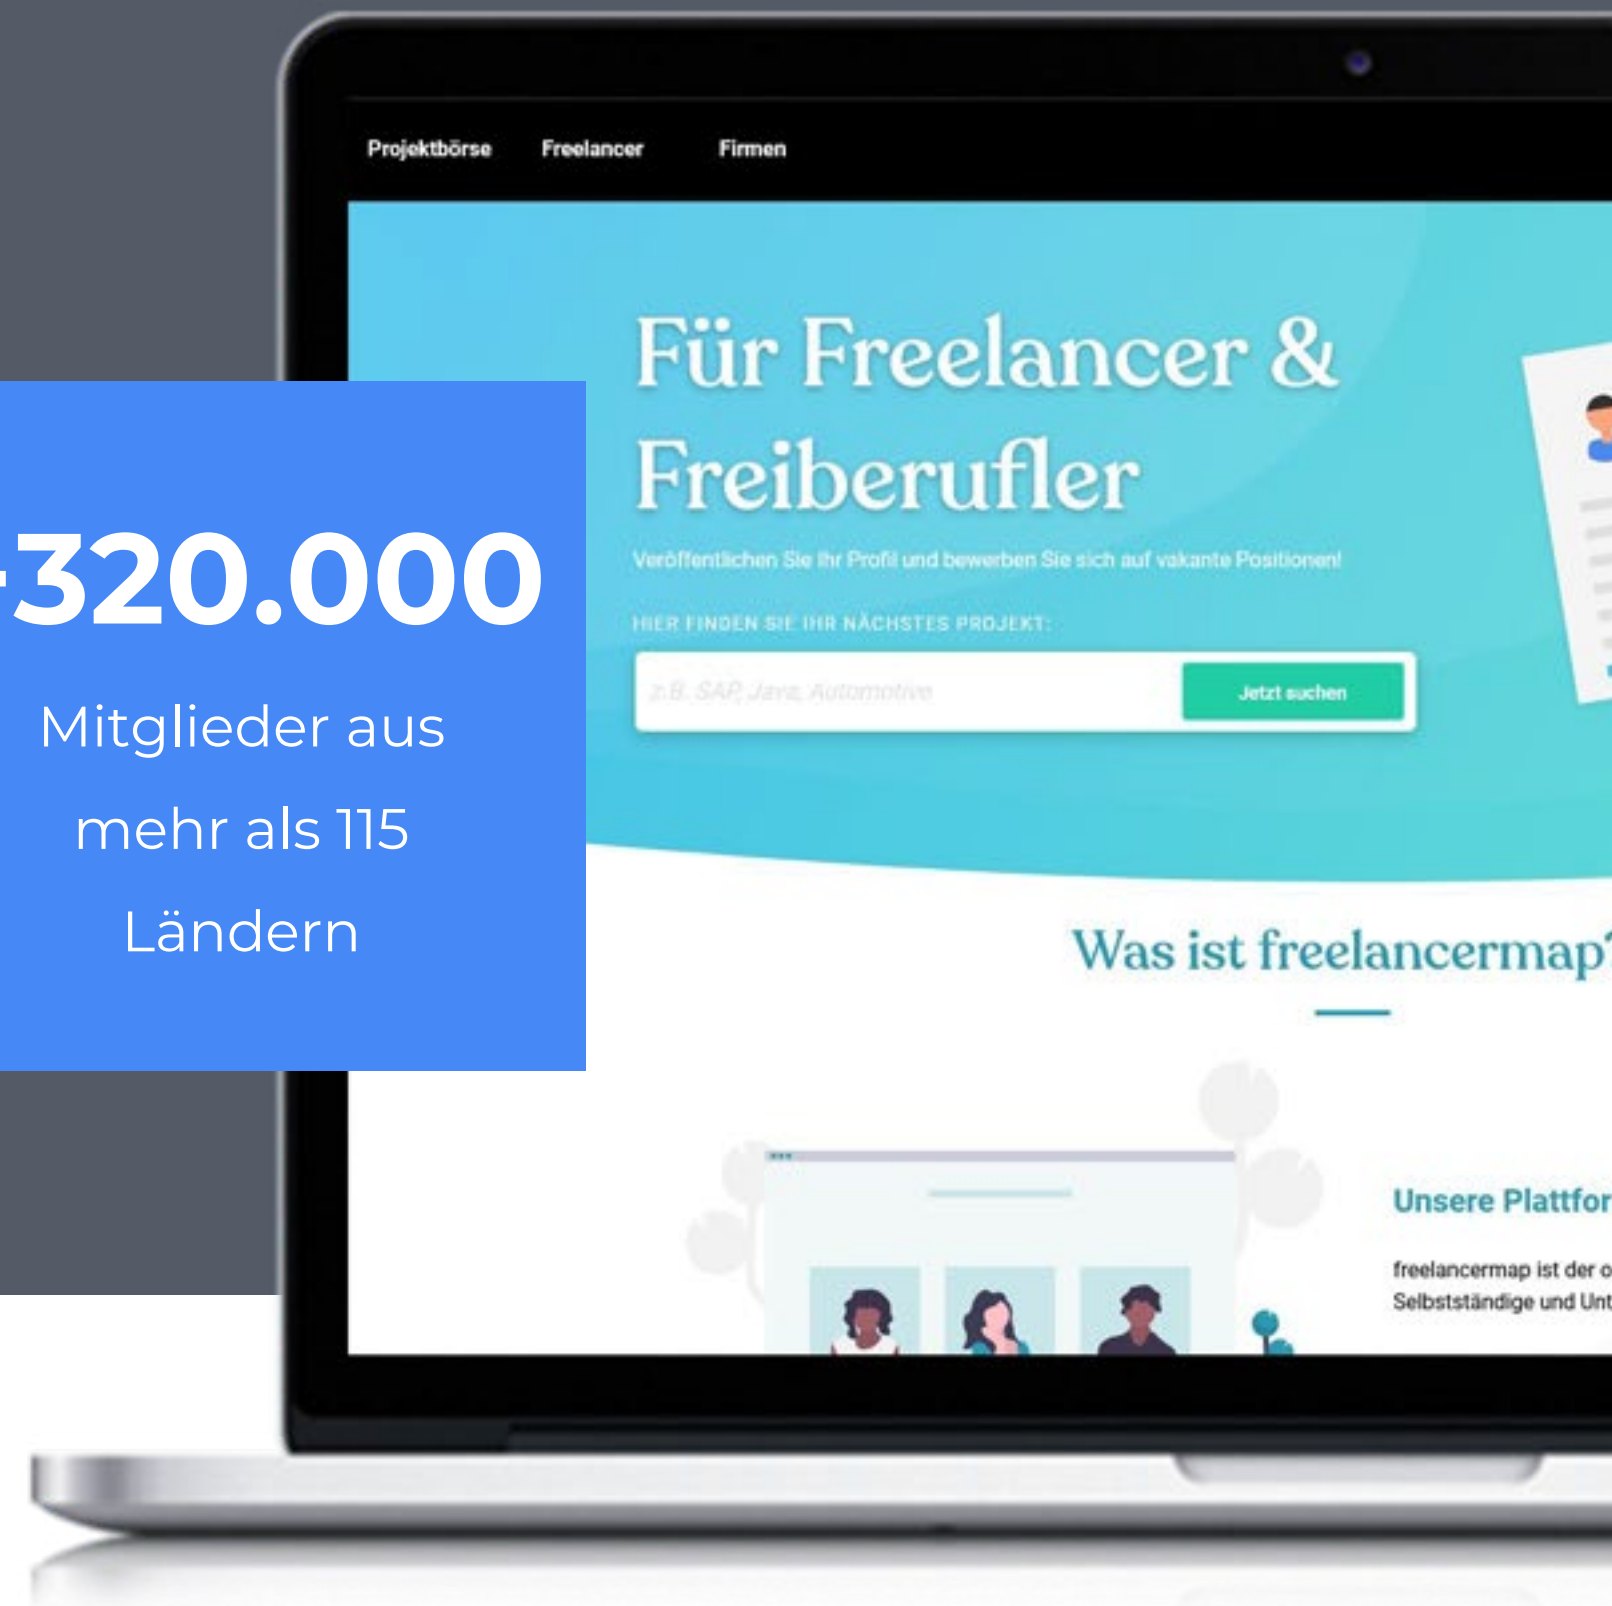 Projektbörse Freelancer Firmen
Für Freelancer &
Freiberufler
Veröffentlichen Sie Ihr Profil und bewerben Sie sich auf vakante Positionen!
HIER FINDEN SIE IHR NÄCHSTES PROJEKT:
z.B. SAP, Java, Automotive
Jetzt suchen
320.000
Mitglieder aus
mehr als 115
Ländern
Was ist freelancermap?
Unsere Plattfor
freelancermap ist der o
Selbstständige und Unt